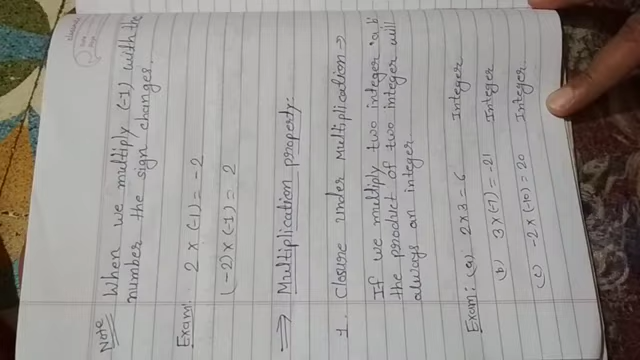 Note When we multiply (-1) with the
number the sign changes.
Exam: 2 × (-1) = -2
(-2) × (-1) = 2
⇒ Multiplication property.
1. Closure under Multiplication →
If we multiply two integer 'a, b'
the product of two integer will
always an integer.
Exam: (a). 2 × 3 = 6 Integer
(b) 3 × (-7) = -21 Integer
(c) -2 × (-10) = 20 Integer